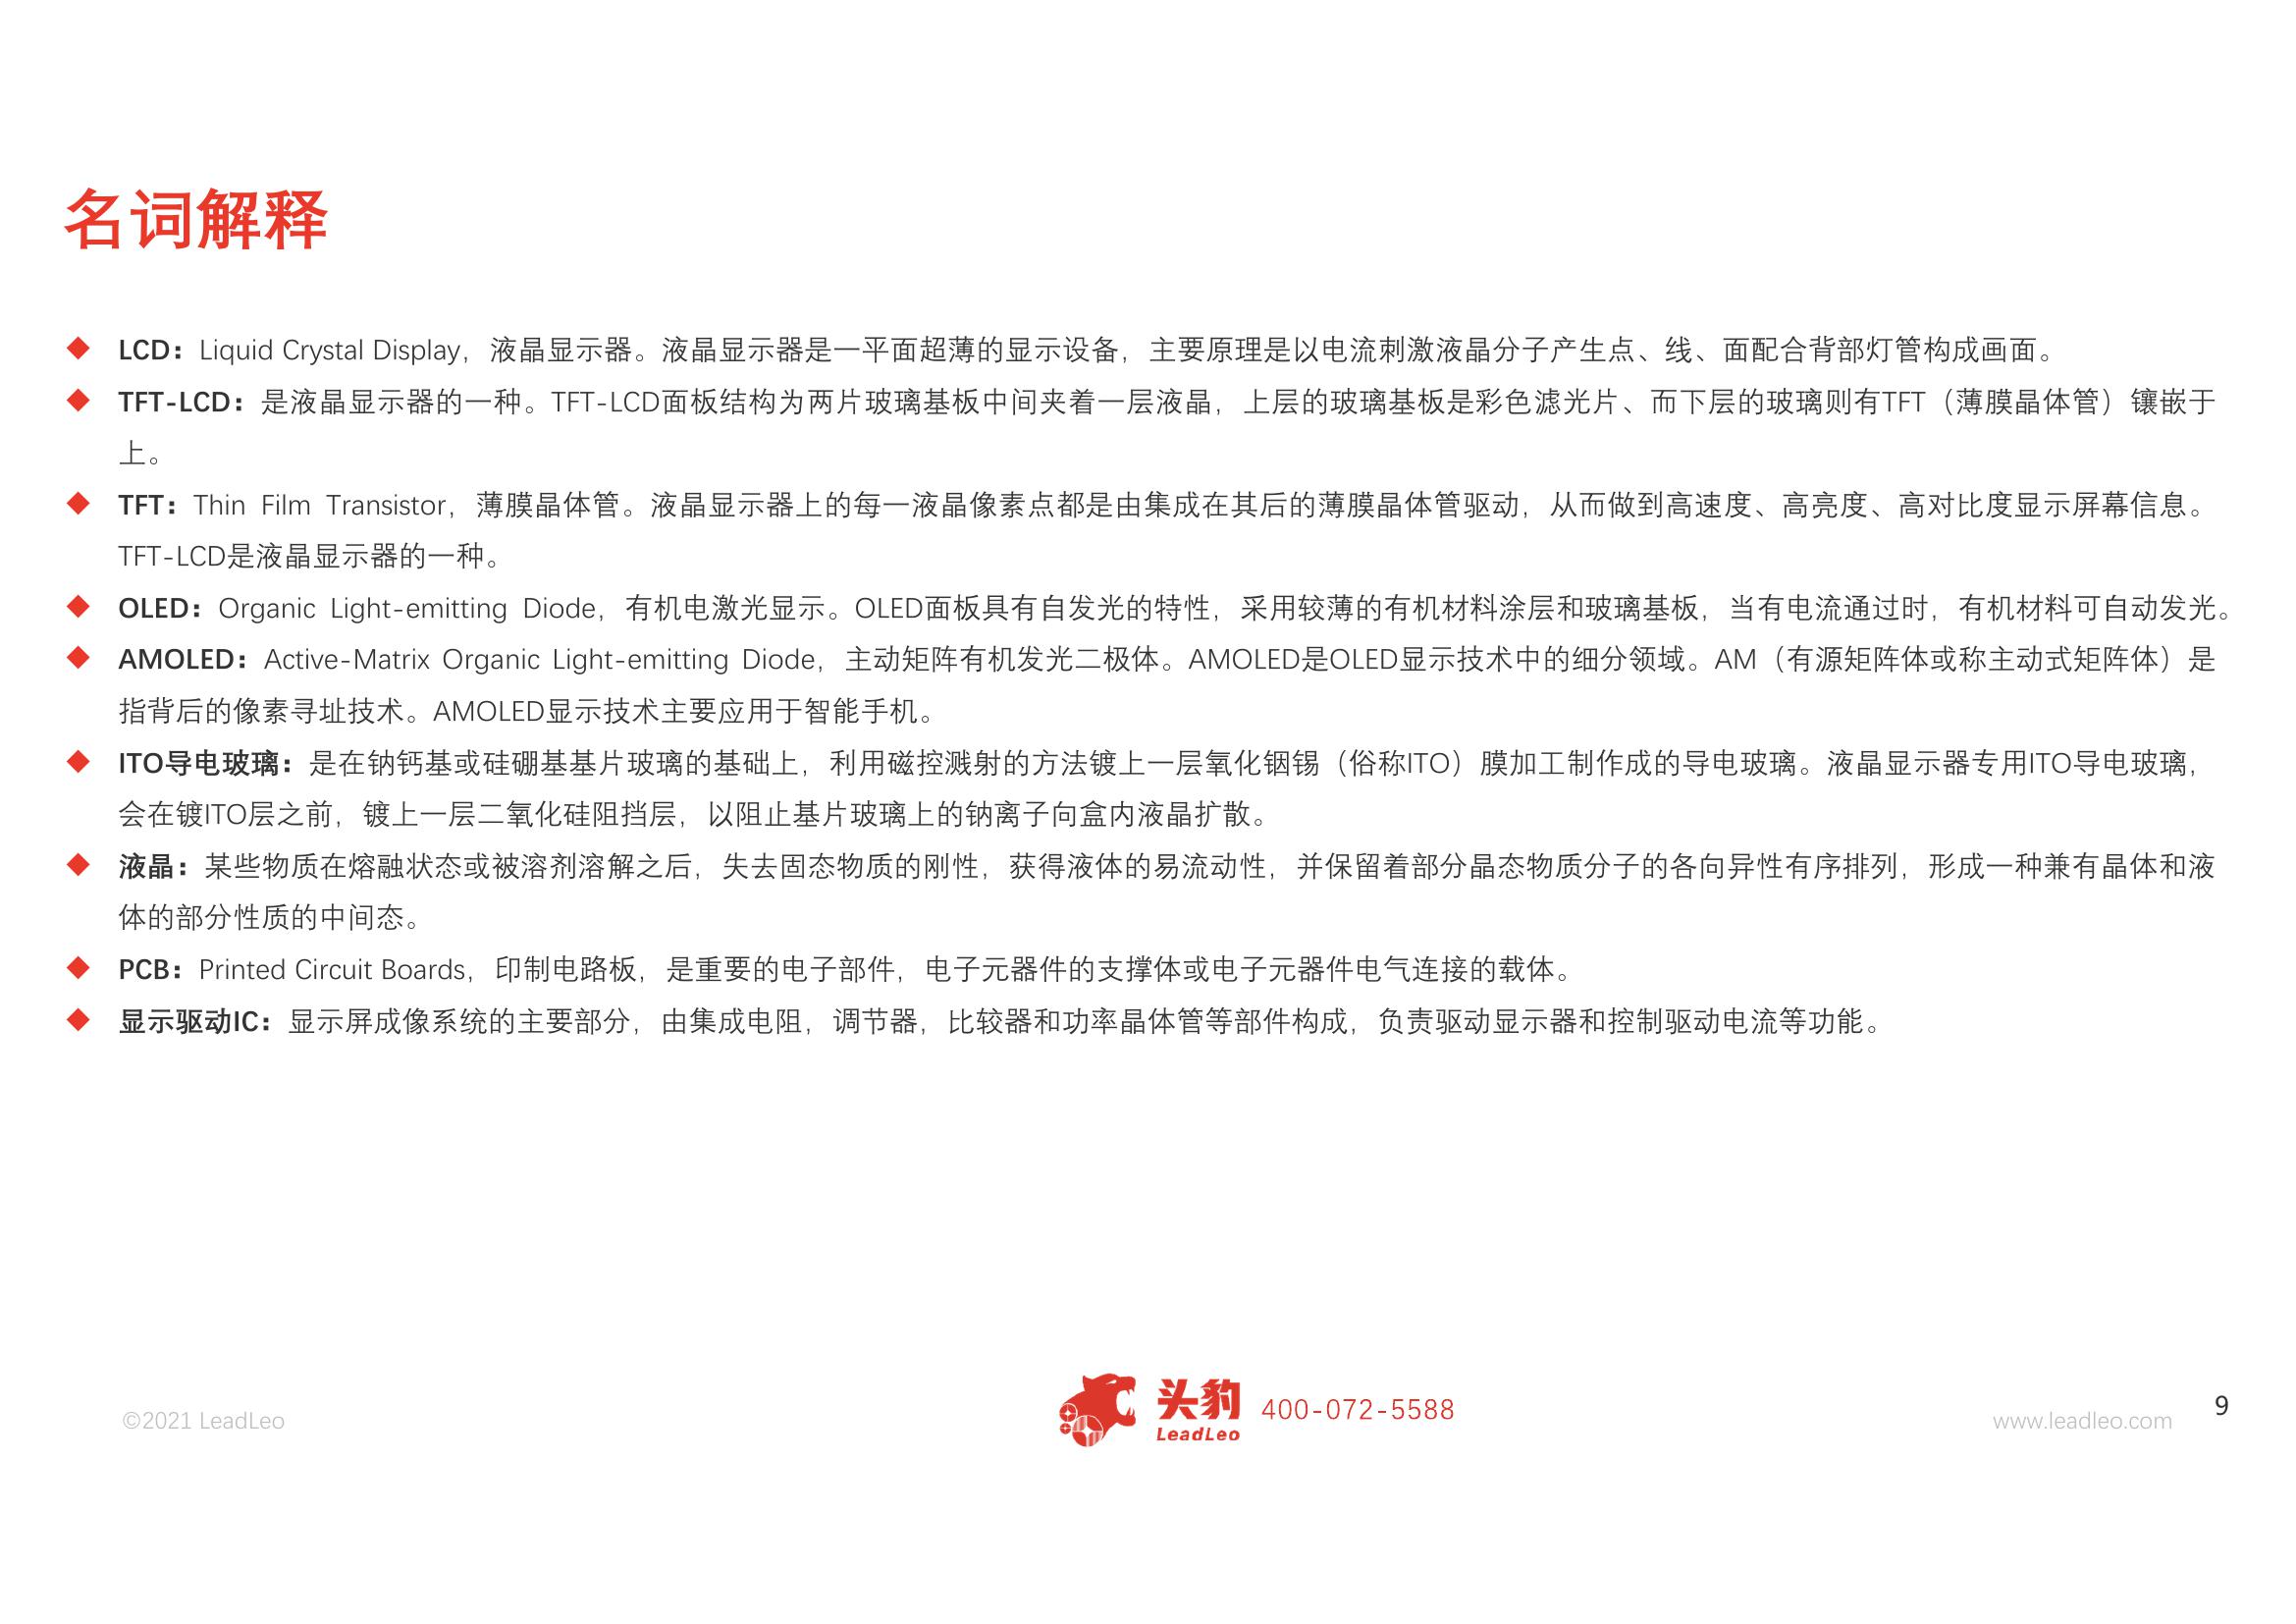 名词解释
◆ LCD：Liquid Crystal Display，液晶显示器。液晶显示器是一平面超薄的显示设备，主要原理是以电流刺激液晶分子产生点、线、面配合背部灯管构成画面。
◆ TFT-LCD：是液晶显示器的一种。TFT-LCD面板结构为两片玻璃基板中间夹着一层液晶，上层的玻璃基板是彩色滤光片、而下层的玻璃则有TFT（薄膜晶体管）镶嵌于
上。
◆ TFT：Thin Film Transistor，薄膜晶体管。液晶显示器上的每一液晶像素点都是由集成在其后的薄膜晶体管驱动，从而做到高速度、高亮度、高对比度显示屏幕信息。
TFT-LCD是液晶显示器的一种。
◆ OLED：Organic Light-emitting Diode，有机电激光显示。OLED面板具有自发光的特性，采用较薄的有机材料涂层和玻璃基板，当有电流通过时，有机材料可自动发光。
◆ AMOLED：Active-Matrix Organic Light-emitting Diode，主动矩阵有机发光二极体。AMOLED是OLED显示技术中的细分领域。AM（有源矩阵体或称主动式矩阵体）是
指背后的像素寻址技术。AMOLED显示技术主要应用于智能手机。
◆ ITO导电玻璃：是在钠钙基或硅硼基基片玻璃的基础上，利用磁控溅射的方法镀上一层氧化铟锡（俗称ITO）膜加工制作成的导电玻璃。液晶显示器专用ITO导电玻璃，
会在镀ITO层之前，镀上一层二氧化硅阻挡层，以阻止基片玻璃上的钠离子向盒内液晶扩散。
◆ 液晶：某些物质在熔融状态或被溶剂溶解之后，失去固态物质的刚性，获得液体的易流动性，并保留着部分晶态物质分子的各向异性有序排列，形成一种兼有晶体和液
体的部分性质的中间态。
◆ PCB：Printed Circuit Boards，印制电路板，是重要的电子部件，电子元器件的支撑体或电子元器件电气连接的载体。
◆ 显示驱动IC：显示屏成像系统的主要部分，由集成电阻，调节器，比较器和功率晶体管等部件构成，负责驱动显示器和控制驱动电流等功能。
©2021 LeadLeo
头豹
LeadLeo
400-072-5588
www.leadleo.com
9